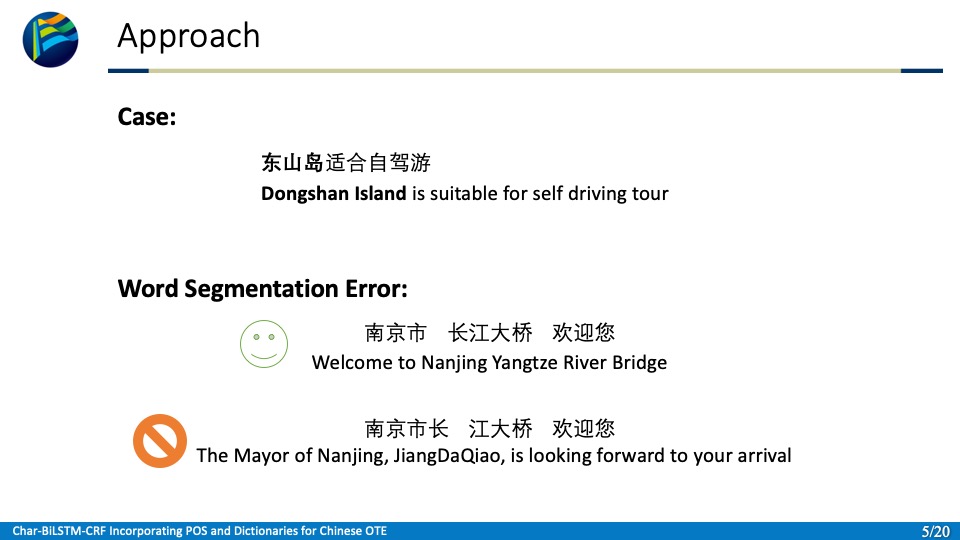 Approach
Case:
东山岛适合自驾游
Dongshan Island is suitable for self driving tour
Word Segmentation Error:
南京市 长江大桥 欢迎您
Welcome to Nanjing Yangtze River Bridge
南京市长 江大桥 欢迎您
The Mayor of Nanjing, JiangDaQiao, is looking forward to your arrival
Char-BiLSTM-CRF Incorporating POS and Dictionaries for Chinese OTE
5/20